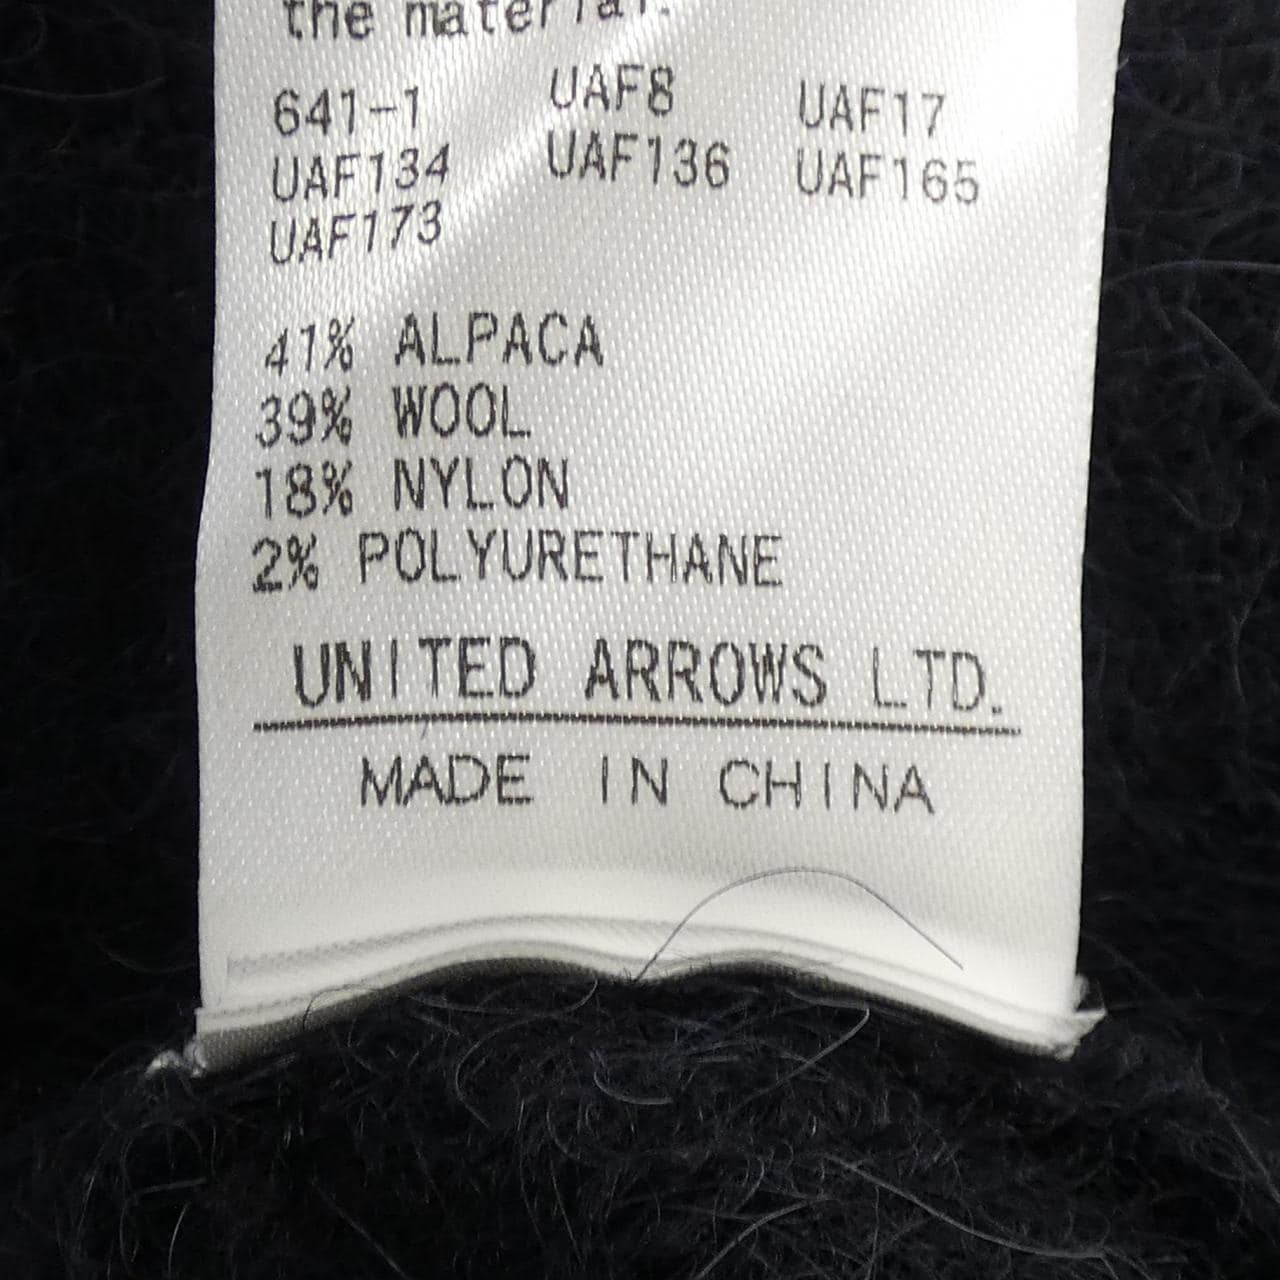 the material.
641-1 UAF8 UAF17
UAF134 UAF136 UAF165
UAF173
41% ALPACA
39% WOOL
18% NYLON
2% POLYURETHANE
UNITED ARROWS LTD.
MADE IN CHINA